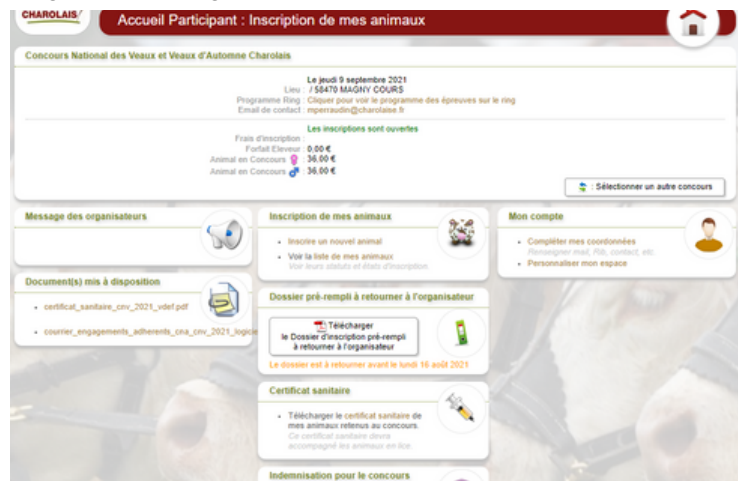 CHAROLAIS
Accueil Participant : Inscription de mes animaux
Concours National des Veaux et Veaux d'Automne Charolais
Le jeudi 9 septembre 2021
Lieu : / 58470 MAGNY COURS
Programme Ring : Cliquer pour voir le programme des épreuves sur le ring
Email de contact : mperraudin@charolaise.fr
Les inscriptions sont ouvertes
Frais d'inscription :
Forfait Eleveur : 0,00 €
Animal en Concours ♀ : 36,00 €
Animal en Concours ♂ : 36,00 €
: Sélectionner un autre concours
Message des organisateurs
Document(s) mis à disposition
certificat_sanitaire_cnv_2021_vdef.pdf
courrier_engagements_adherents_cna_cnv_2021_logicie
Inscription de mes animaux
Inscrire un nouvel animal
Voir la liste de mes animaux
Voir leurs statuts et états d'inscription.
Dossier pré-rempli à retourner à l'organisateur
Télécharger
le Dossier d'inscription pré-rempli
à retourner à l'organisateur
Le dossier est à retourner avant le lundi 16 août 2021
Certificat sanitaire
Télécharger le certificat sanitaire de
mes animaux retenus au concours.
Ce certificat sanitaire devra
accompagné les animaux en lice.
Indemnisation pour le concours
Mon compte
Compléter mes coordonnées
Renseigner mail, Rib, contact, etc.
Personnaliser mon espace